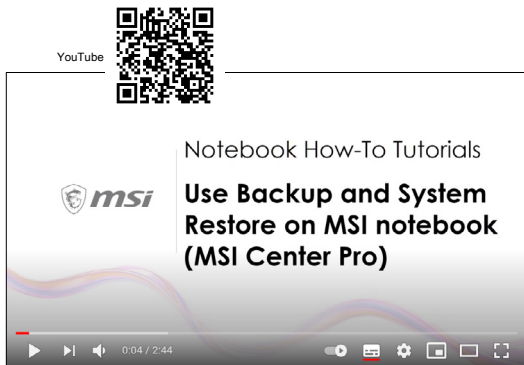 YouTube
Notebook How-To Tutorials
msi
Use Backup and System
Restore on MSI notebook
(MSI Center Pro)
0:04 / 2:44